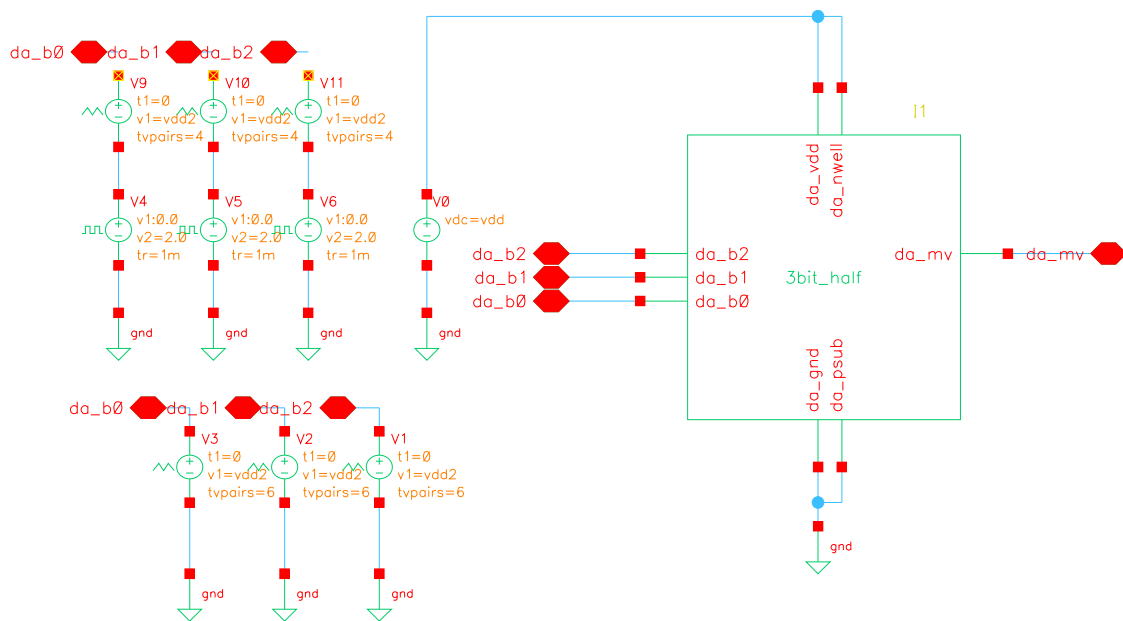 da_b0 da_b1 da_b2
V9 V10 V11
t1=0 t1=0 t1=0
v1=vdd2 v1=vdd2 v1=vdd2
tvpairs=4 tvpairs=4 tvpairs=4
V4 V5 V6 V0
v1:0.0 v1:0.0 v1:0.0 vdc=vdd
v2=2.0 v2=2.0 v2=2.0
tr=1m tr=1m tr=1m
gnd gnd gnd gnd
da_b0 da_b1 da_b2
V3 V2 V1
t1=0 t1=0 t1=0
v1=vdd2 v1=vdd2 v1=vdd2
tvpairs=6 tvpairs=6 tvpairs=6
gnd gnd gnd
I1
da_vdd
da_nwell
da_b2 da_b2 da_mv da_mv
da_b1 da_b1 3bit_half
da_b0 da_b0
da_gnd
da_psub
gnd